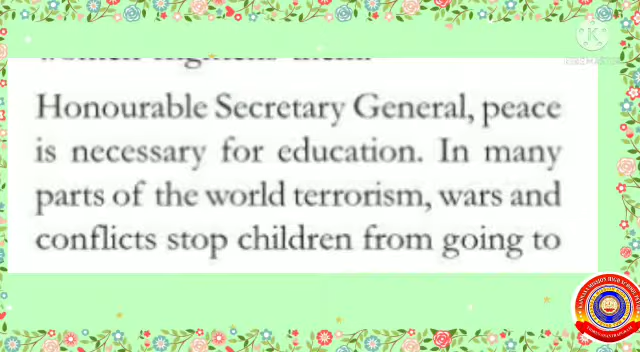 Honourable Secretary General, peace
is necessary for education. In many
parts of the world terrorism, wars and
conflicts stop children from going to